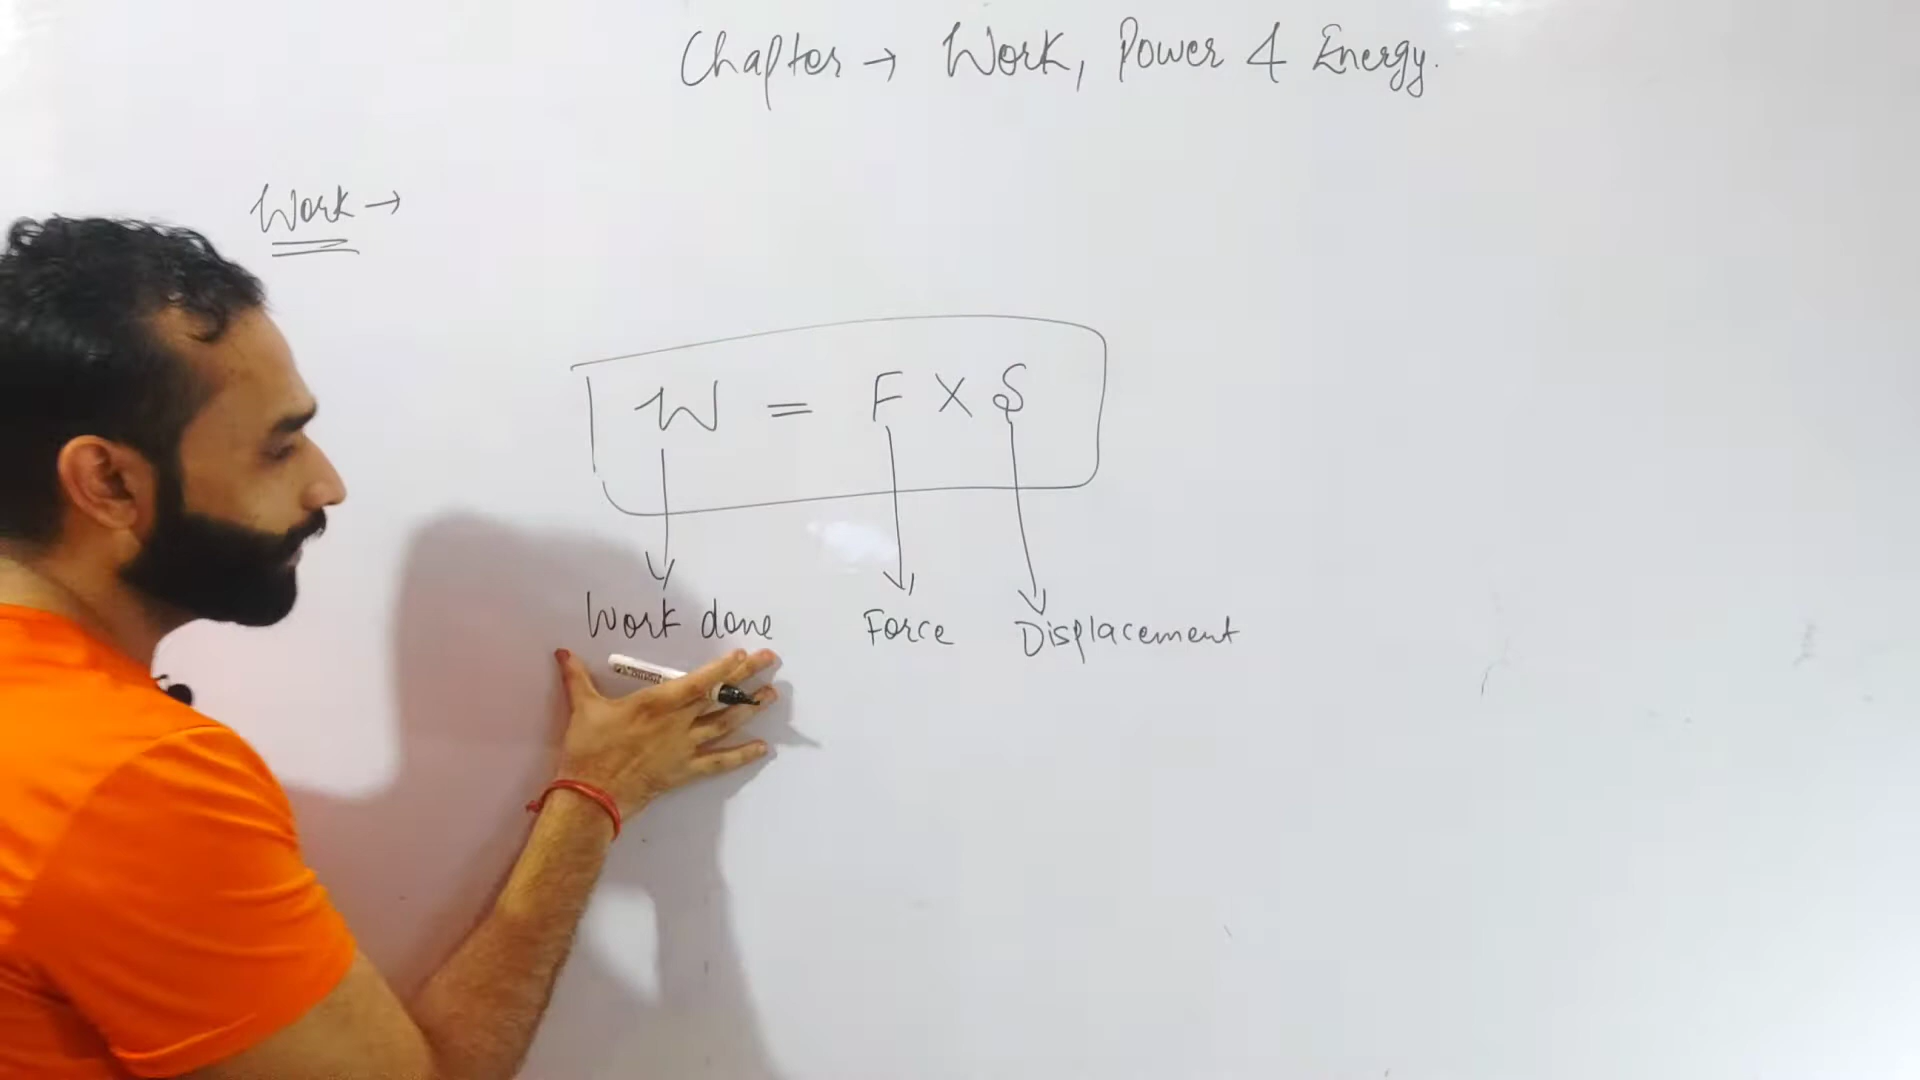 Chapter → Work, Power & Energy.
Work →
W = F X S
Work done Force Displacement